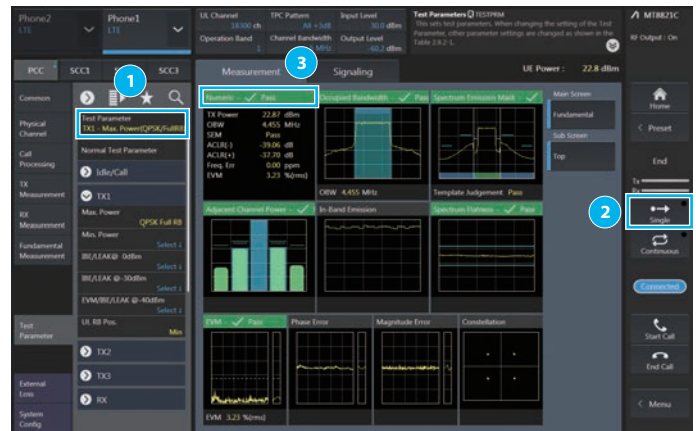 Phone2
LTE
Phone1
LTE
UL Channel
18300 ch
TPC Pattern
All +3dB
Input Level
30.0 dBm
Operation Band
1
Channel Bandwidth
5 MHz
Output Level
-60.2 dBm
Test Parameters TESTPRM
This sets test parameters. When changing the setting of the Test
Parameter, other parameter settings are changed as shown in the
Table 2.9.2-1.
MT8821C
RF Output : On
PCC
SCC1
SCC3
1
3
Measurement
Signaling
UE Power :
22.8 dBm
Common
Physical
Channel
Call
Processing
TX
Measurement
RX
Measurement
Fundamental
Measurement
Test
Parameter
External
Loss
System
Config
Test Parameter
TX1 - Max. Power(QPSK/FullRB
Normal Test Parameter
Idle/Call
TX1
Max. Power
QPSK Full RB
Min. Power
Select
IBE/LEAK@ 0dBm
Select
IBE/LEAK @-30dBm
Select
EVM/IBE/LEAK @-40dBm
Select
UL RB Pos.
Min
TX2
TX3
RX
Numeric - Pass
TX Power 22.87 dBm
OBW 4.455 MHz
SEM Pass
ACLR(-) -39.06 dB
ACLR(+) -37.70 dB
Freq. Err 0.00 ppm
EVM 3.23 %(rms)
Occupied Bandwidth - Pass
OBW 4.455 MHz
Spectrum Emission Mask -
Template Judgement Pass
Adjacent Channel Power -
In-Band Emission
Spectrum Flatness - Pass
EVM - Pass
EVM 3.23 %(rms)
Phase Error
Magnitude Error
Constellation
Main Screen
Fundamental
Sub Screen
Top
Home
Preset
End
Tx
Rx
2
Single
Continuous
Connected
Start Call
End Call
Menu